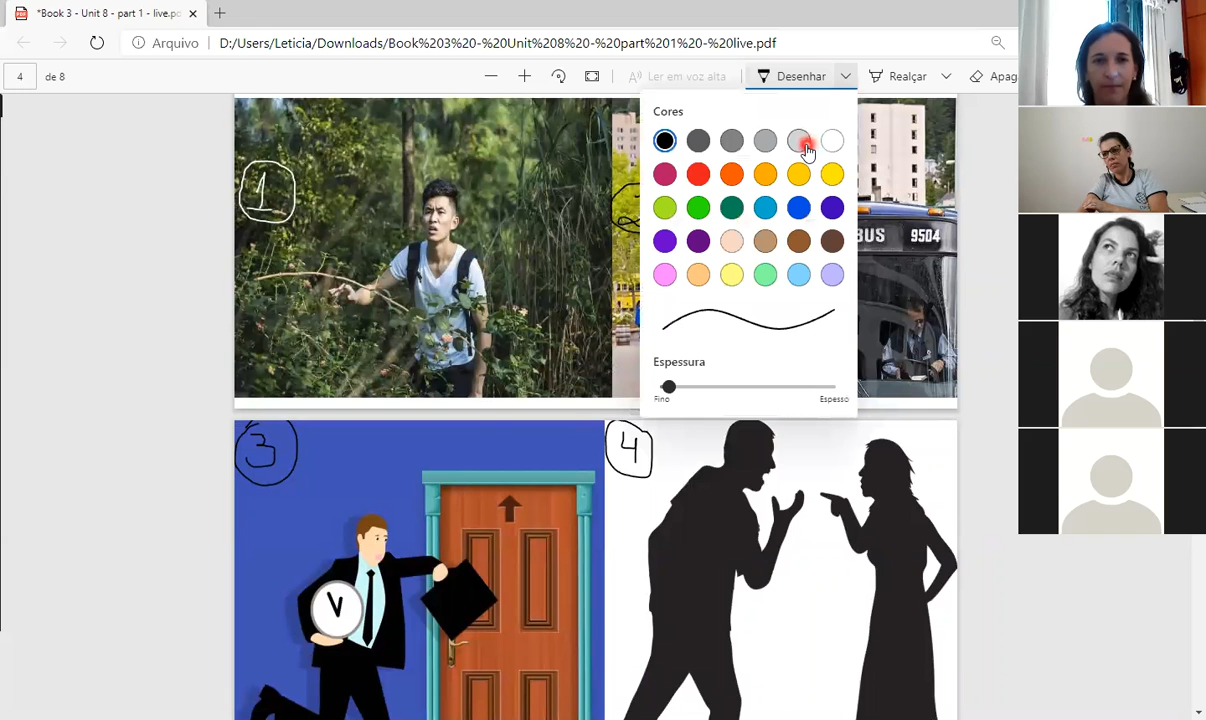 *Book 3 - Unit 8 - part 1 - live.pd
Arquivo
D:/Users/Leticia/Downloads/Book%203%20-%20Unit%208%20-%20part%201%20-%20live.pdf
4
de 8
Ler em voz alta
Desenhar
Realçar
Apag
Cores
1
2
BUS 9504
Espessura
Fino
Espesso
3
4